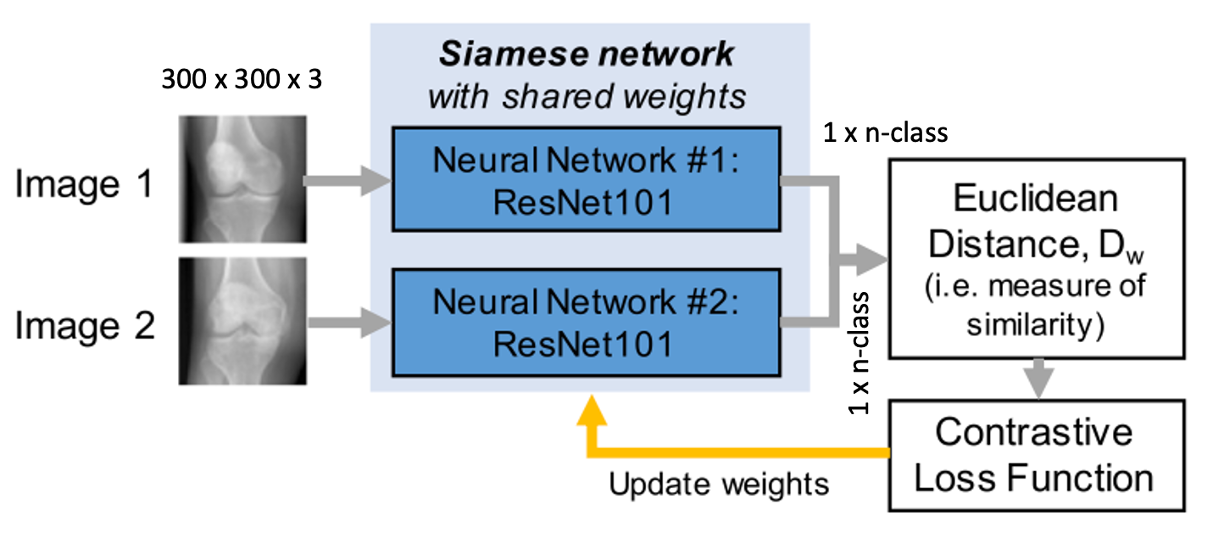 Siamese network
with shared weights
300 x 300 x 3
Image 1
Neural Network #1:
ResNet101
1 x n-class
Image 2
Neural Network #2:
ResNet101
1 x n-class
Euclidean
Distance, Dw
(i.e. measure of
similarity)
Contrastive
Loss Function
Update weights